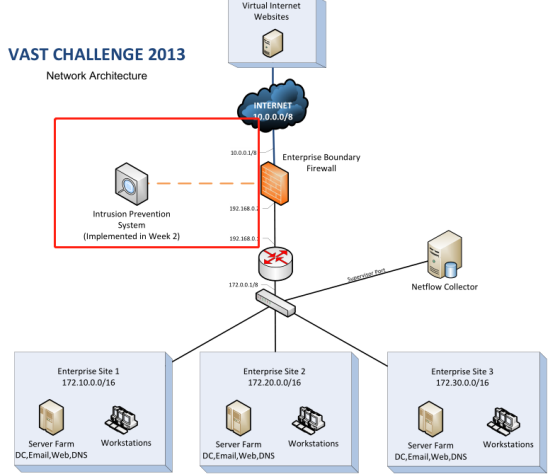 Virtual Internet
Websites
VAST CHALLENGE 2013
Network Architecture
INTERNET
10.0.0.0/8
10.0.0.1/8
Enterprise Boundary
Firewall
Intrusion Prevention
System
(Implemented in Week 2)
192.168.0.2
192.168.0.1
172.0.0.1/8
Supervisor Port
Netflow Collector
Enterprise Site 1
172.10.0.0/16
Server Farm
DC,Email,Web,DNS
Workstations
Enterprise Site 2
172.20.0.0/16
Server Farm
DC,Email,Web,DNS
Workstations
Enterprise Site 3
172.30.0.0/16
Server Farm
DC,Email,Web,DNS
Workstations